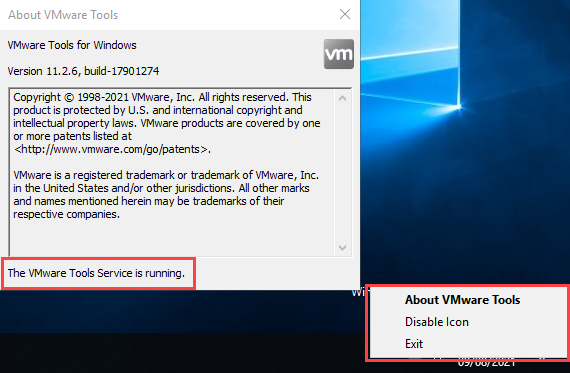 About VMware Tools
VMware Tools for Windows
vm
Version 11.2.6, build-17901274
Copyright © 1998-2021 VMware, Inc. All rights reserved. This
product is protected by U.S. and international copyright and
intellectual property laws. VMware products are covered by one
or more patents listed at
<http://www.vmware.com/go/patents>.
VMware is a registered trademark or trademark of VMware, Inc.
in the United States and/or other jurisdictions. All other marks
and names mentioned herein may be trademarks of their
respective companies.
The VMware Tools Service is running.
About VMware Tools
Disable Icon
Exit